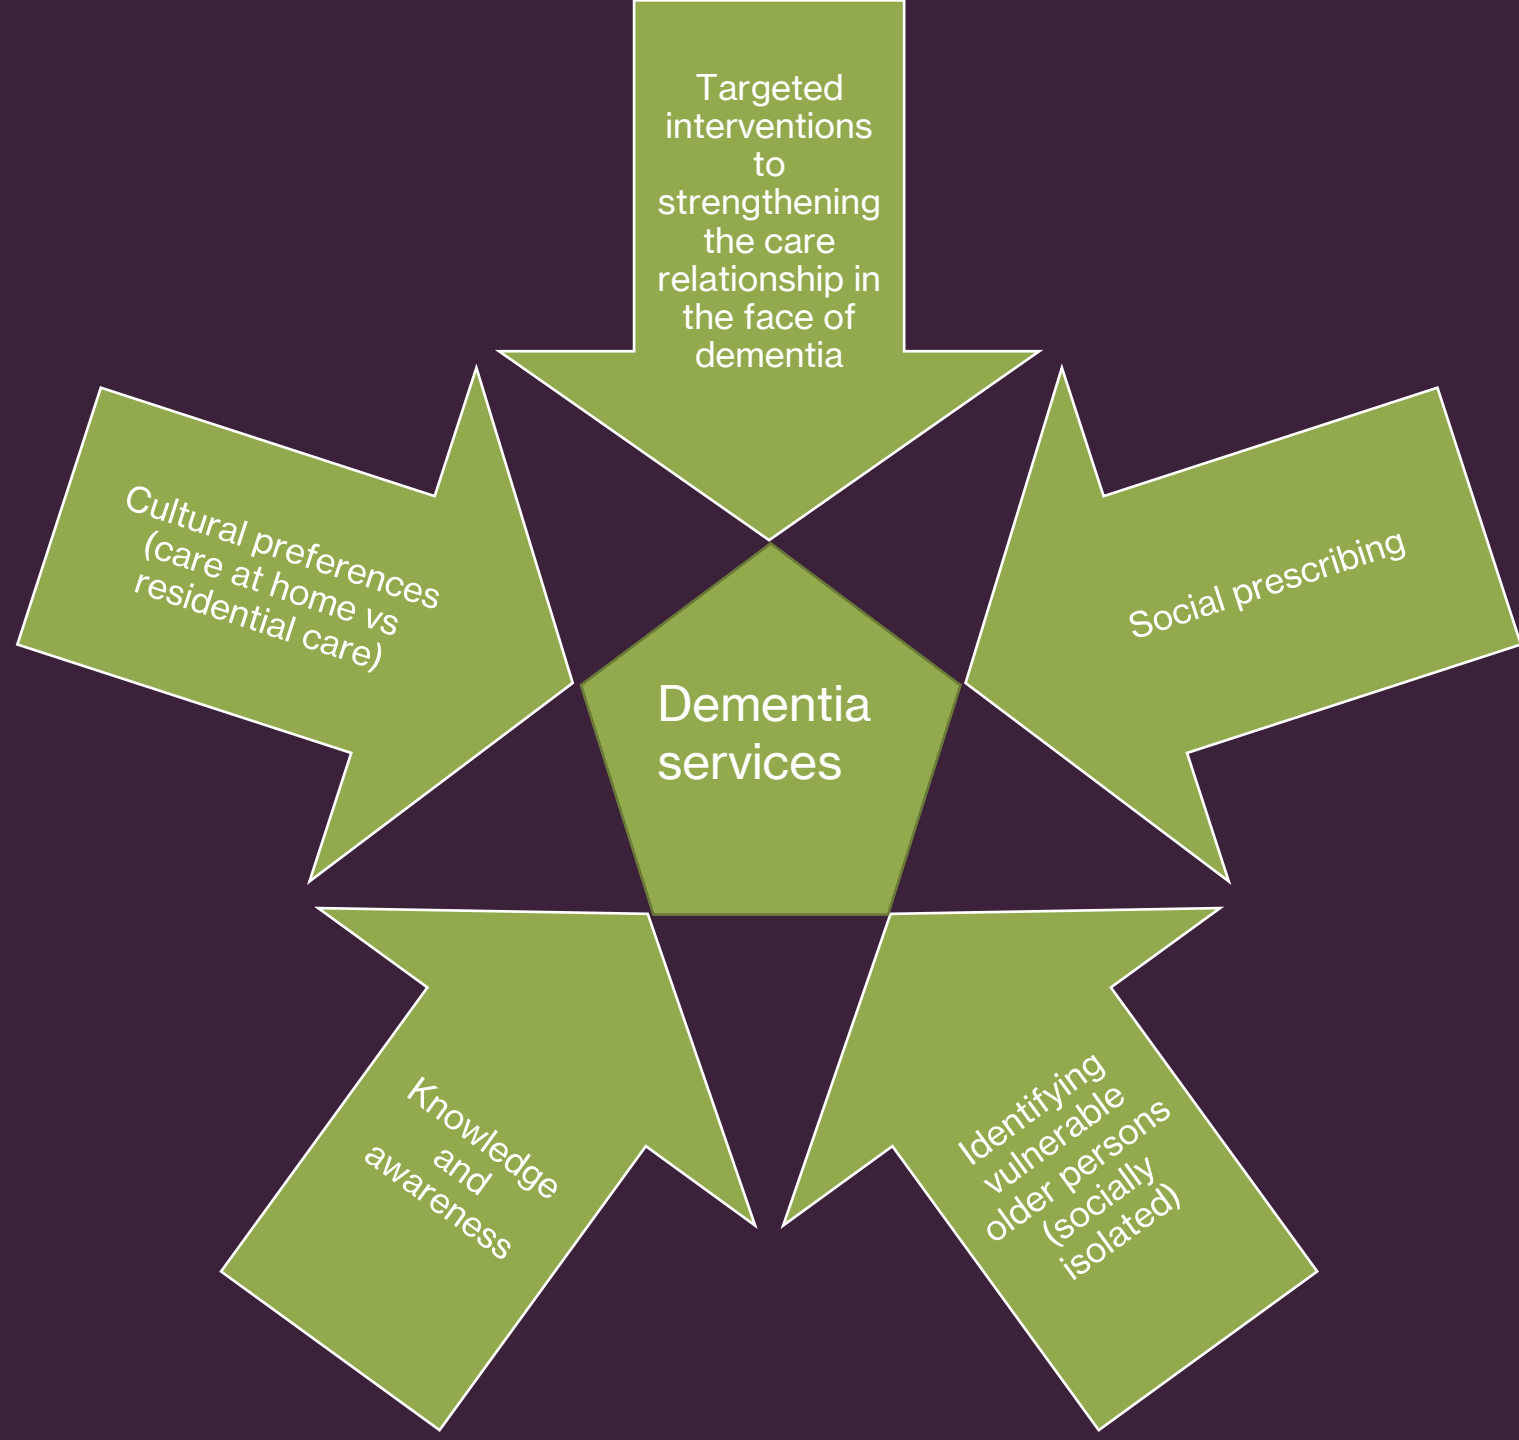 Targeted
interventions
to
strengthening
the care
relationship in
the face of
dementia
Cultural preferences
(care at home vs
residential care)
Social prescribing
Dementia
services
Knowledge
and
awareness
Identifying
vulnerable
older persons
(socially
isolated)